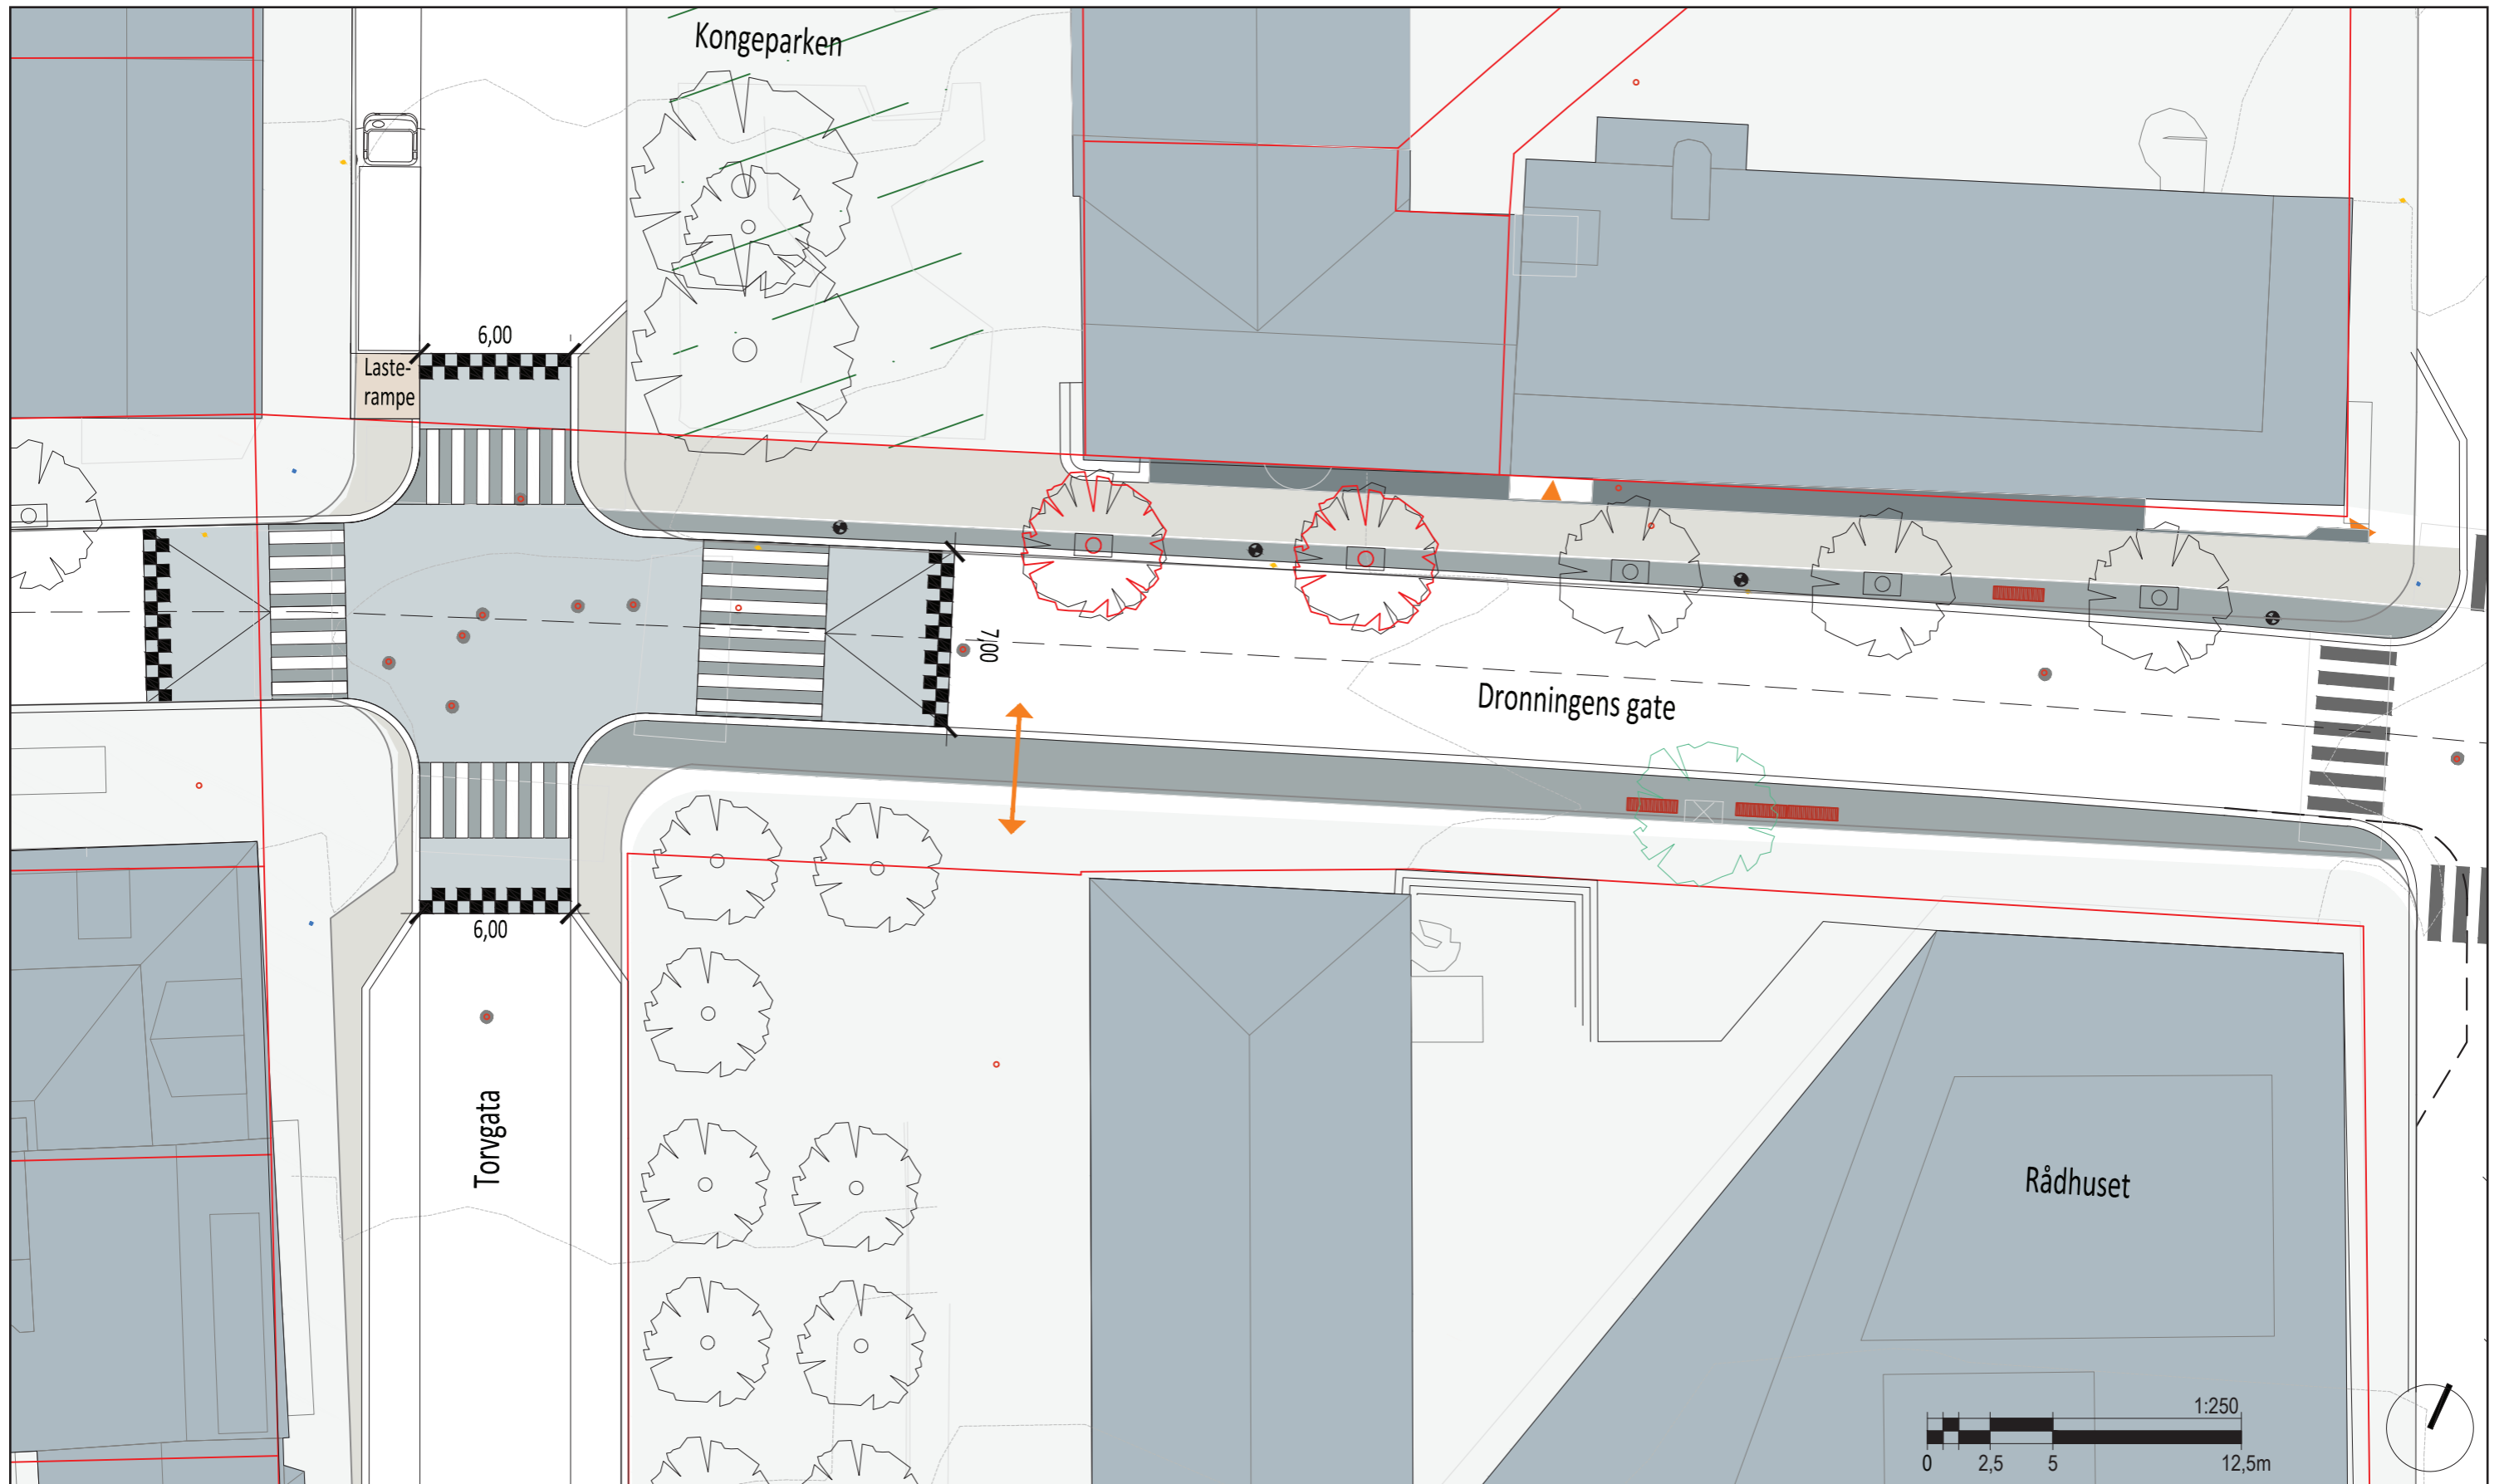 Kongeparken
6,00
Laste-
rampe
7,00
Dronningens gate
6,00
Torvgata
Rådhuset
1:250
0 2,5 5 12,5m